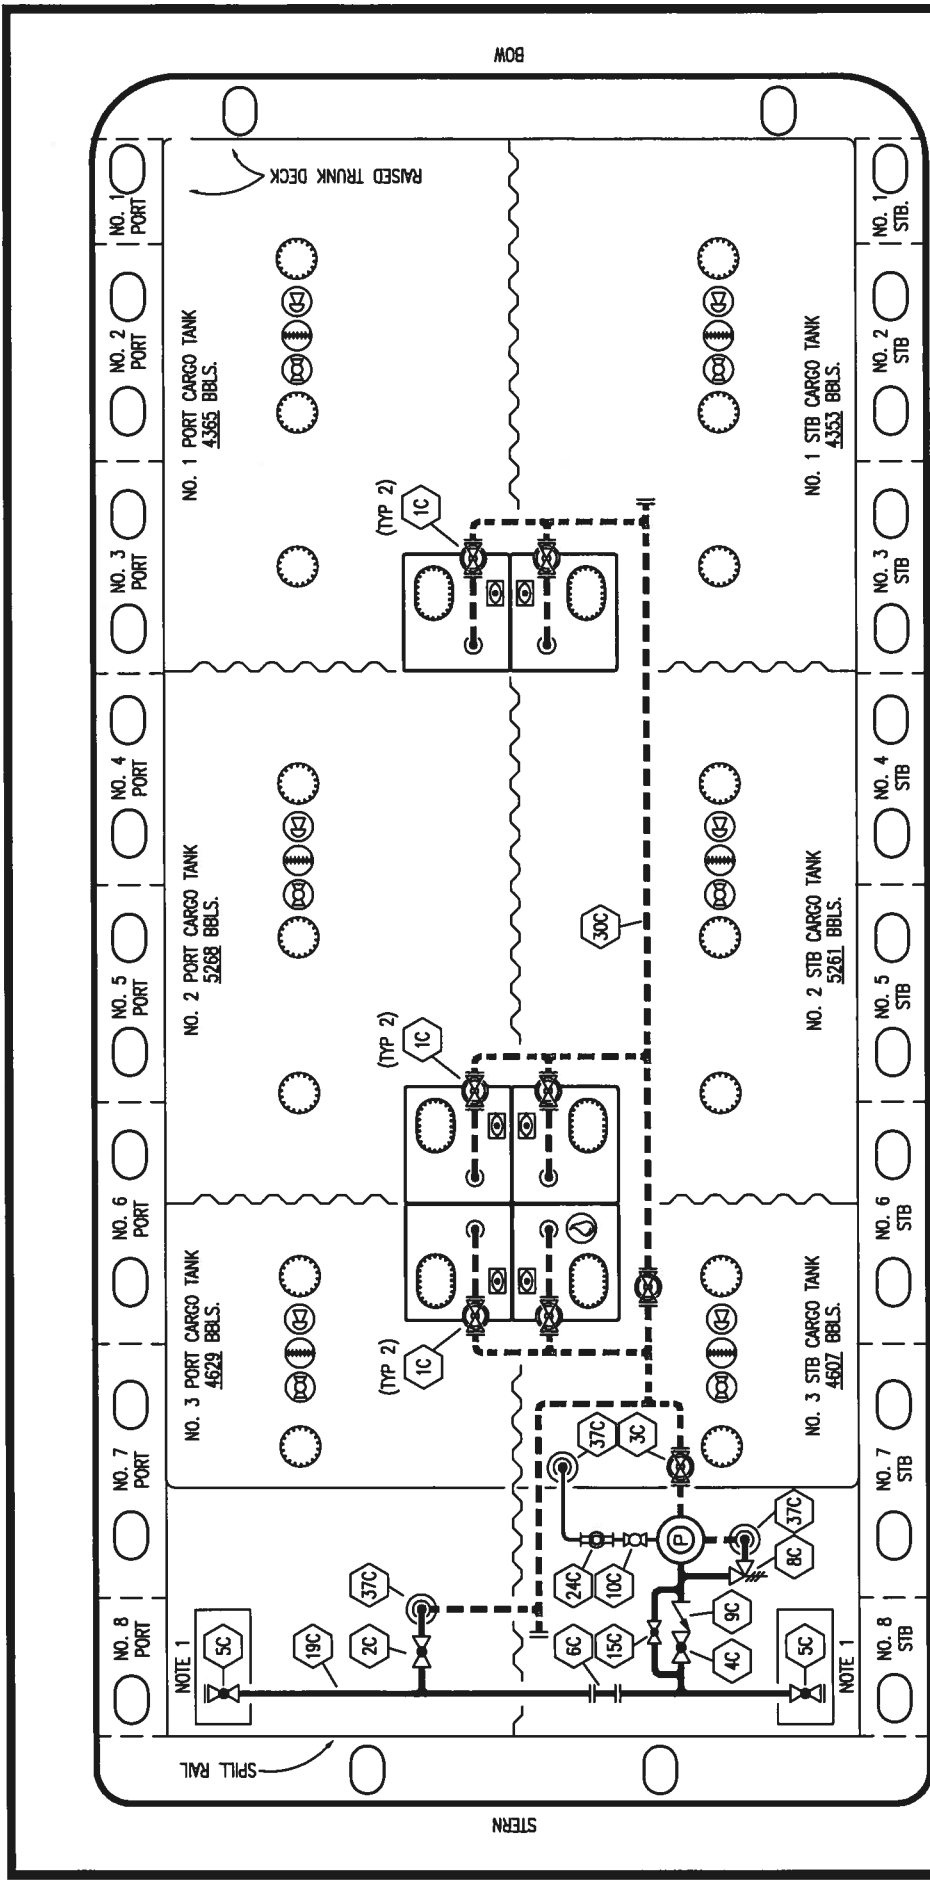 BOW
RAISED TRUNK DECK
NO. 1
PORT
NO. 2
PORT
NO. 3
PORT
NO. 4
PORT
NO. 5
PORT
NO. 6
PORT
NO. 7
PORT
NO. 8
PORT
NO. 1 PORT CARGO TANK
4365 BBLS.
NO. 2 PORT CARGO TANK
5268 BBLS.
NO. 3 PORT CARGO TANK
4629 BBLS.
(TYP 2)
1C
(TYP 2)
1C
(TYP 2)
1C
30C
NO. 1 STB CARGO TANK
4353 BBLS.
NO. 2 STB CARGO TANK
5261 BBLS.
NO. 3 STB CARGO TANK
4607 BBLS.
NO. 1
STB.
NO. 2
STB
NO. 3
STB
NO. 4
STB
NO. 5
STB
NO. 6
STB
NO. 7
STB
NO. 8
STB
37C
3C
P
37C
8C
24C
10C
9C
6C
15C
4C
37C
2C
19C
NOTE 1
5C
5C
NOTE 1
SPILL RAIL
STERN